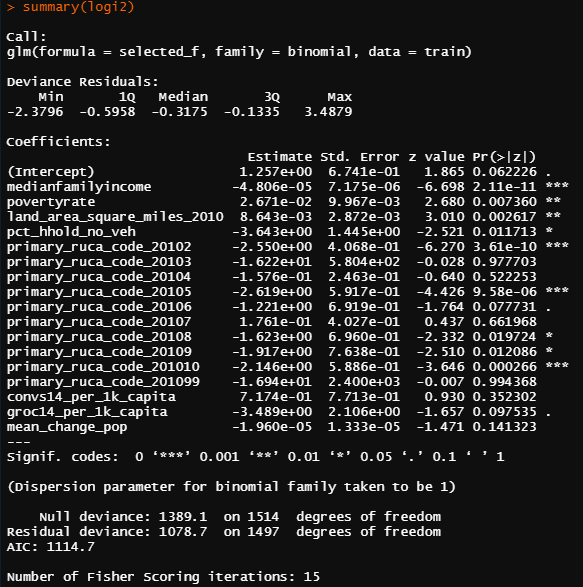 > summary(logi2)
Call:
glm(formula = selected_f, family = binomial, data = train)
Deviance Residuals:
    Min       1Q   Median       3Q      Max
-2.3796  -0.5958  -0.3175  -0.1335   3.4879
Coefficients:
                            Estimate Std. Error z value Pr(>|z|)
(Intercept)                1.257e+00  6.741e-01   1.865 0.062226 .
medianfamilyincome        -4.806e-05  7.175e-06  -6.698 2.11e-11 ***
povertyrate                2.671e-02  9.967e-03   2.680 0.007360 **
land_area_square_miles_2010  8.643e-03  2.872e-03   3.010 0.002617 **
pct_hhold_no_veh          -3.643e+00  1.445e+00  -2.521 0.011713 *
primary_ruca_code_20102   -2.550e+00  4.068e-01  -6.270 3.61e-10 ***
primary_ruca_code_20103   -1.622e+01  5.804e+02  -0.028 0.977703
primary_ruca_code_20104   -1.576e-01  2.463e-01  -0.640 0.522253
primary_ruca_code_20105   -2.619e+00  5.917e-01  -4.426 9.58e-06 ***
primary_ruca_code_20106   -1.221e+00  6.919e-01  -1.764 0.077731 .
primary_ruca_code_20107    1.761e-01  4.027e-01   0.437 0.661968
primary_ruca_code_20108   -1.623e+00  6.960e-01  -2.332 0.019724 *
primary_ruca_code_20109   -1.917e+00  7.638e-01  -2.510 0.012086 *
primary_ruca_code_201010  -2.146e+00  5.886e-01  -3.646 0.000266 ***
primary_ruca_code_201099  -1.694e+01  2.400e+03  -0.007 0.994368
convs14_per_1k_capita      7.174e-01  7.713e-01   0.930 0.352302
groc14_per_1k_capita      -3.489e+00  2.106e+00  -1.657 0.097535 .
mean_change_pop           -1.960e-05  1.333e-05  -1.471 0.141323
---
Signif. codes:  0 ‘***’ 0.001 ‘**’ 0.01 ‘*’ 0.05 ‘.’ 0.1 ‘ ’ 1
(Dispersion parameter for binomial family taken to be 1)
    Null deviance: 1389.1  on 1514  degrees of freedom
Residual deviance: 1078.7  on 1497  degrees of freedom
AIC: 1114.7
Number of Fisher Scoring iterations: 15